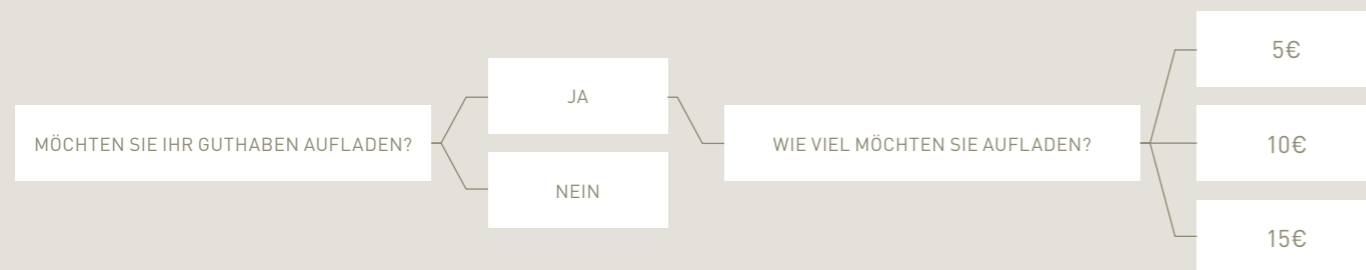 MÖCHTEN SIE IHR GUTHABEN AUFLADEN?
JA
NEIN
WIE VIEL MÖCHTEN SIE AUFLADEN?
5€
10€
15€